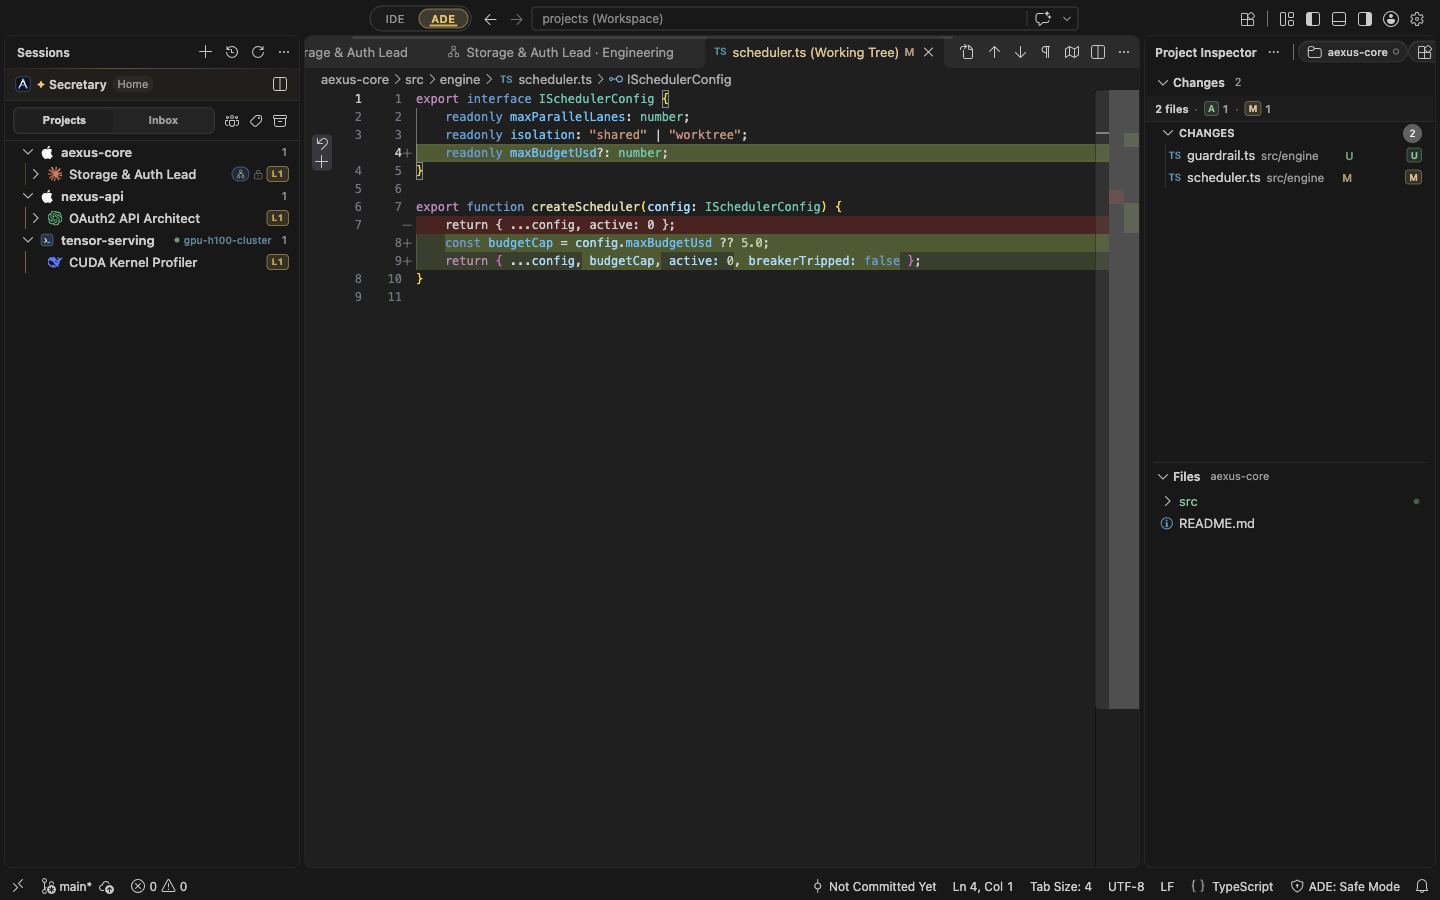 IDE ADE projects (Workspace)
Sessions
Secretary Home
Projects Inbox
aexus-core 1
Storage & Auth Lead L1
nexus-api 1
OAuth2 API Architect L1
tensor-serving gpu-h100-cluster 1
CUDA Kernel Profiler L1
rage & Auth Lead Storage & Auth Lead · Engineering TS scheduler.ts (Working Tree) M
aexus-core > src > engine > TS scheduler.ts > ISchedulerConfig
1 1 export interface ISchedulerConfig {
2 2 readonly maxParallelLanes: number;
3 3 readonly isolation: "shared" | "worktree";
4+ readonly maxBudgetUsd?: number;
4 5 }
5 6
6 7 export function createScheduler(config: ISchedulerConfig) {
7 − return { ...config, active: 0 };
8+ const budgetCap = config.maxBudgetUsd ?? 5.0;
9+ return { ...config, budgetCap, active: 0, breakerTripped: false };
8 10 }
9 11
Project Inspector aexus-core
Changes 2
2 files · A 1 · M 1
CHANGES 2
TS guardrail.ts src/engine U U
TS scheduler.ts src/engine M M
Files aexus-core
src
README.md
main* 0 0 Not Committed Yet Ln 4, Col 1 Tab Size: 4 UTF-8 LF { } TypeScript ADE: Safe Mode